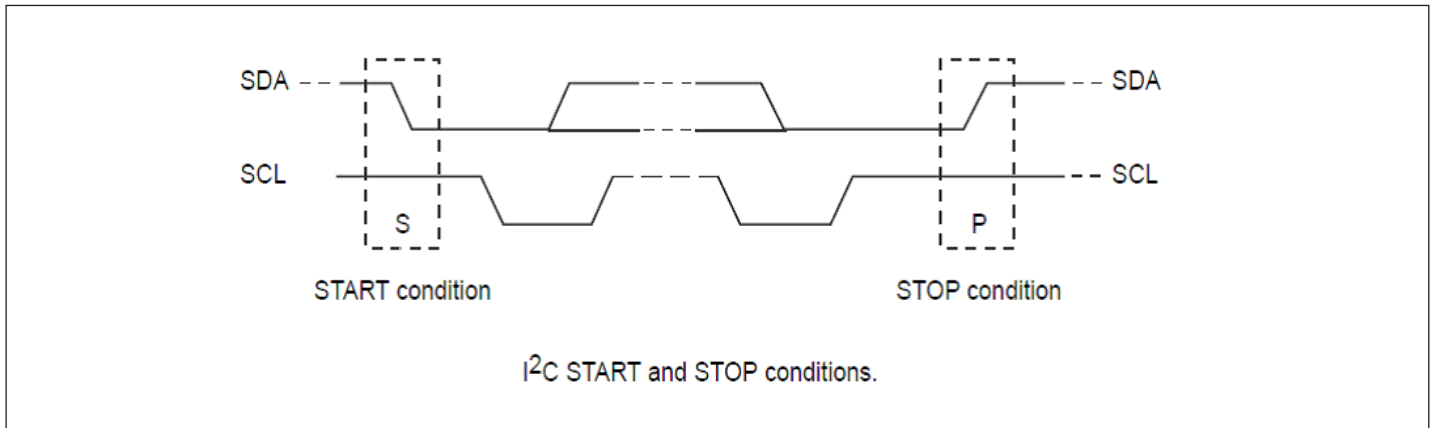 SDA SDA
SCL SCL
S P
START condition STOP condition
I²C START and STOP conditions.